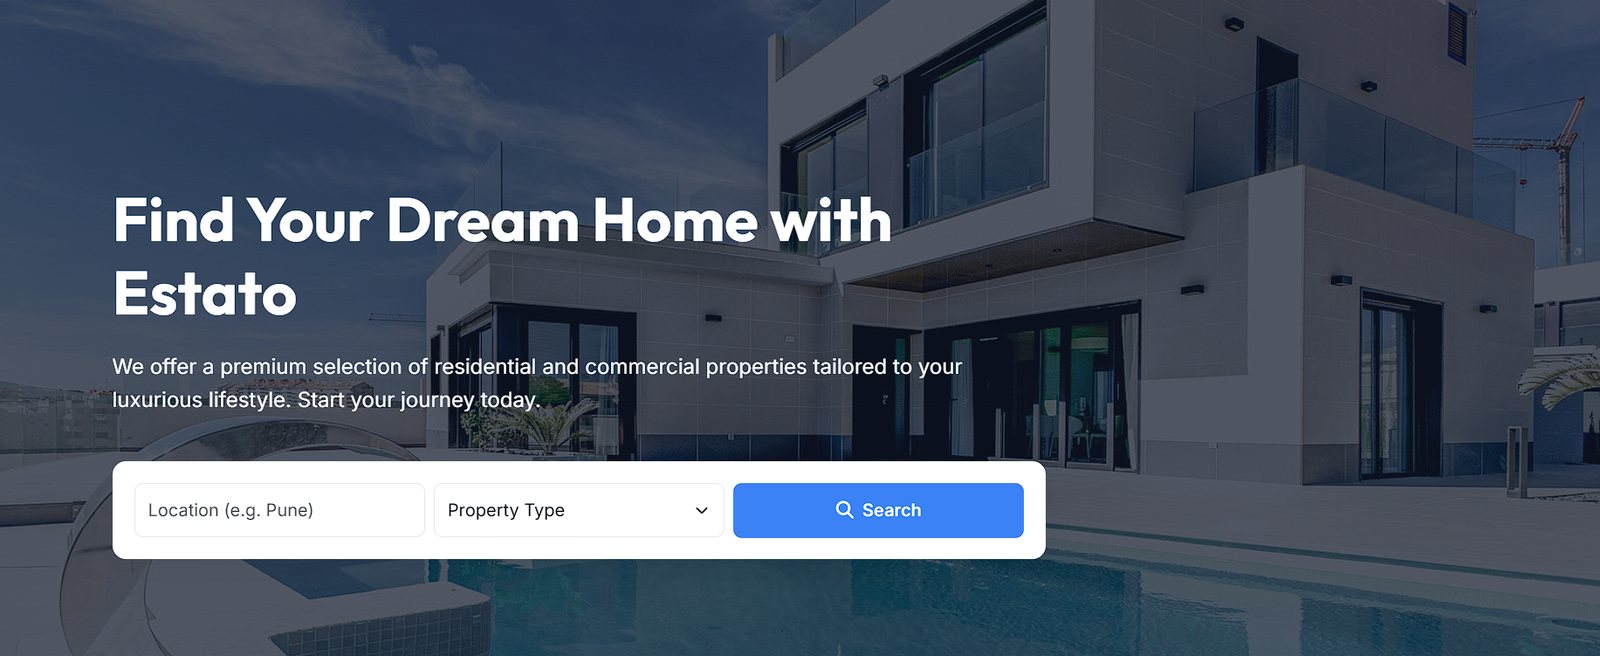 Find Your Dream Home with
Estato
We offer a premium selection of residential and commercial properties tailored to your
luxurious lifestyle. Start your journey today.
Location (e.g. Pune)
Property Type
Search